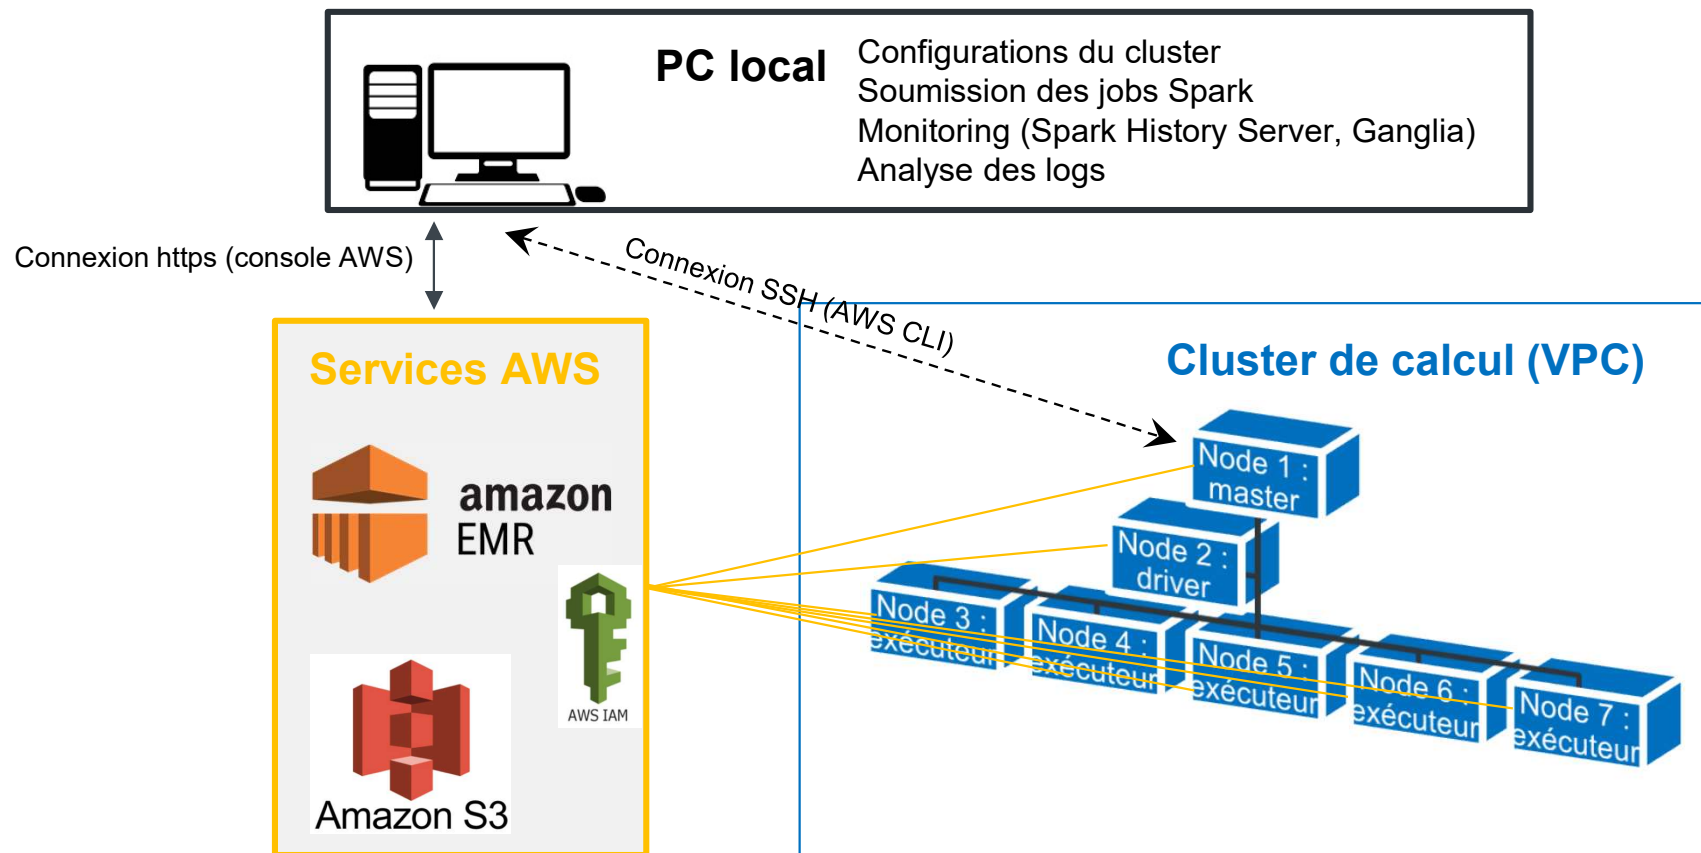 PC local
Configurations du cluster
Soumission des jobs Spark
Monitoring (Spark History Server, Ganglia)
Analyse des logs
Connexion https (console AWS)
Connexion SSH (AWS CLI)
Services AWS
amazon
EMR
AWS IAM
Amazon S3
Cluster de calcul (VPC)
Node 1 :
master
Node 2 :
driver
Node 3 :
exécuteur
Node 4 :
exécuteur
Node 5 :
exécuteur
Node 6 :
exécuteur
Node 7 :
exécuteur